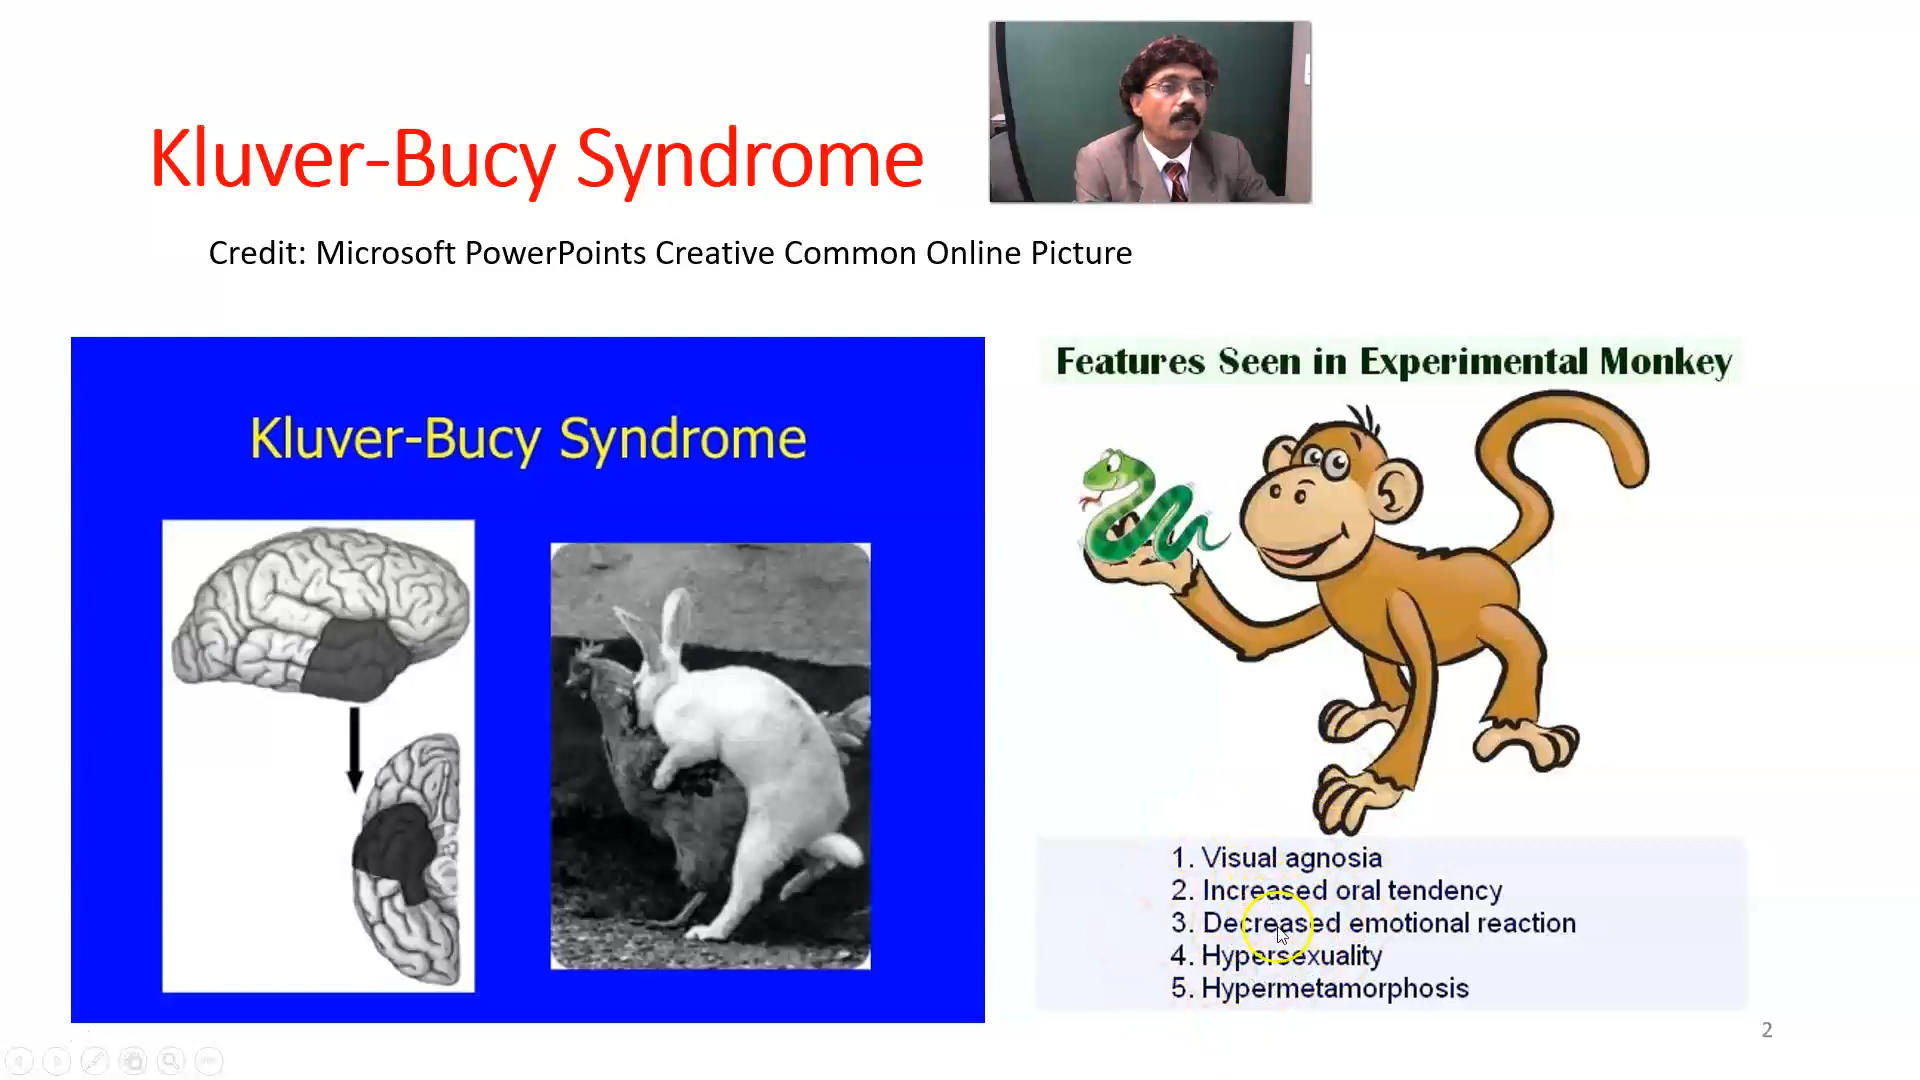 Kluver-Bucy Syndrome
Credit: Microsoft PowerPoints Creative Common Online Picture
Kluver-Bucy Syndrome
Features Seen in Experimental Monkey
1. Visual agnosia
2. Increased oral tendency
3. Decreased emotional reaction
4. Hypersexuality
5. Hypermetamorphosis
2